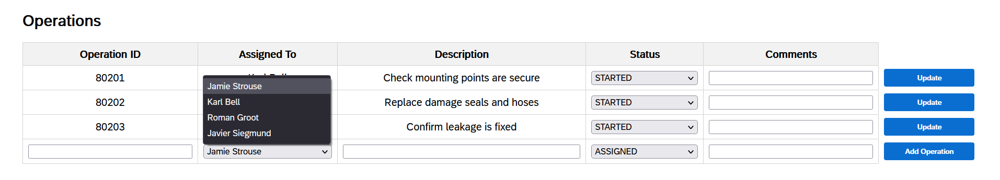 Operations
Operation ID Assigned To Description Status Comments
80201 Check mounting points are secure STARTED Update
Jamie Strouse
80202 Karl Bell Replace damage seals and hoses STARTED Update
Roman Groot
80203 Confirm leakage is fixed STARTED Update
Javier Siegmund
Jamie Strouse ASSIGNED Add Operation